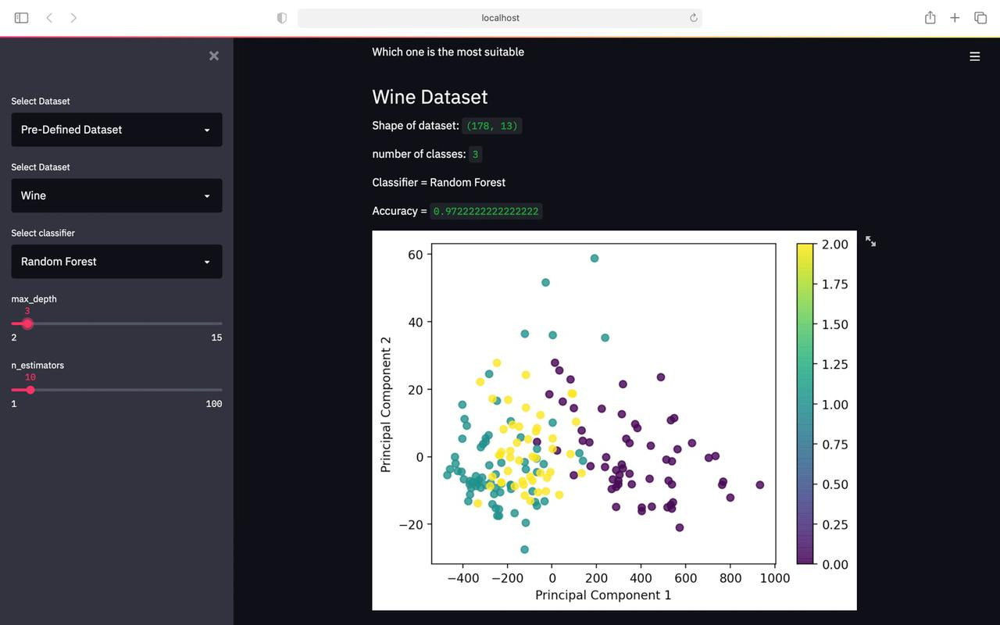 localhost
Select Dataset
Pre-Defined Dataset
Select Dataset
Wine
Select classifier
Random Forest
max_depth
3
2 15
n_estimators
10
1 100
Which one is the most suitable
Wine Dataset
Shape of dataset: (178, 13)
number of classes: 3
Classifier = Random Forest
Accuracy = 0.9722222222222222
60
40
20
0
−20
Principal Component 2
−400 −200 0 200 400 600 800 1000
Principal Component 1
2.00
1.75
1.50
1.25
1.00
0.75
0.50
0.25
0.00